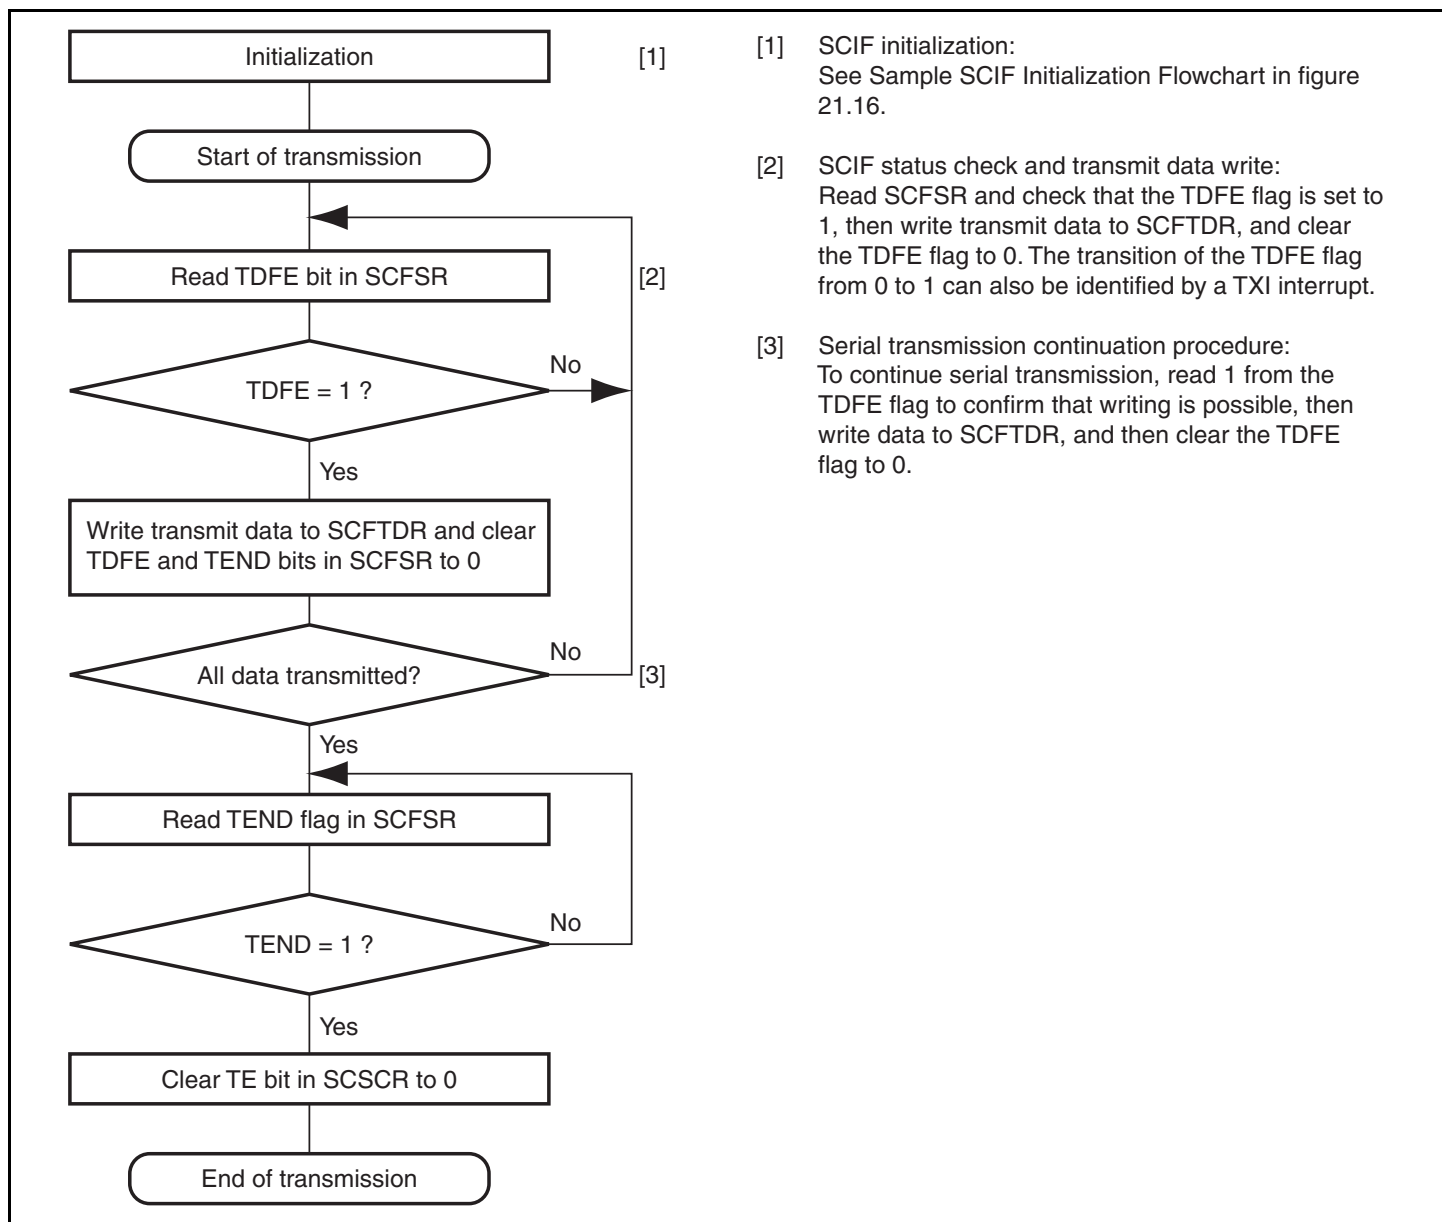 Initialization
[1]
Start of transmission
Read TDFE bit in SCFSR
[2]
TDFE = 1 ?
No
Yes
Write transmit data to SCFTDR and clear
TDFE and TEND bits in SCFSR to 0
All data transmitted?
No
[3]
Yes
Read TEND flag in SCFSR
TEND = 1 ?
No
Yes
Clear TE bit in SCSCR to 0
End of transmission
[1] SCIF initialization:
See Sample SCIF Initialization Flowchart in figure
21.16.
[2] SCIF status check and transmit data write:
Read SCFSR and check that the TDFE flag is set to
1, then write transmit data to SCFTDR, and clear
the TDFE flag to 0. The transition of the TDFE flag
from 0 to 1 can also be identified by a TXI interrupt.
[3] Serial transmission continuation procedure:
To continue serial transmission, read 1 from the
TDFE flag to confirm that writing is possible, then
write data to SCFTDR, and then clear the TDFE
flag to 0.